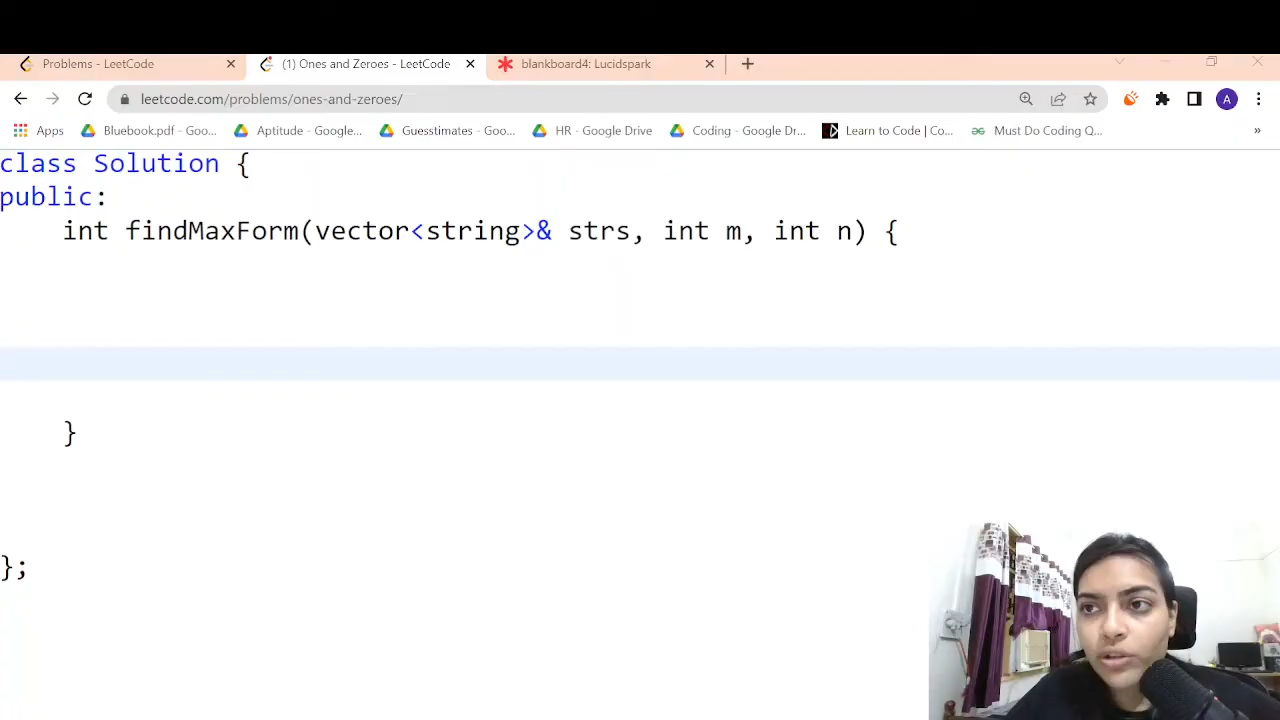 Problems - LeetCode
(1) Ones and Zeroes - LeetCode
blankboard4: Lucidspark
leetcode.com/problems/ones-and-zeroes/
A
Apps
Bluebook.pdf - Goo...
Aptitude - Google...
Guesstimates - Goo...
HR - Google Drive
Coding - Google Dr...
Learn to Code | Co...
Must Do Coding Q...
»
class Solution {
public:
int findMaxForm(vector<string>& strs, int m, int n) {
}
};